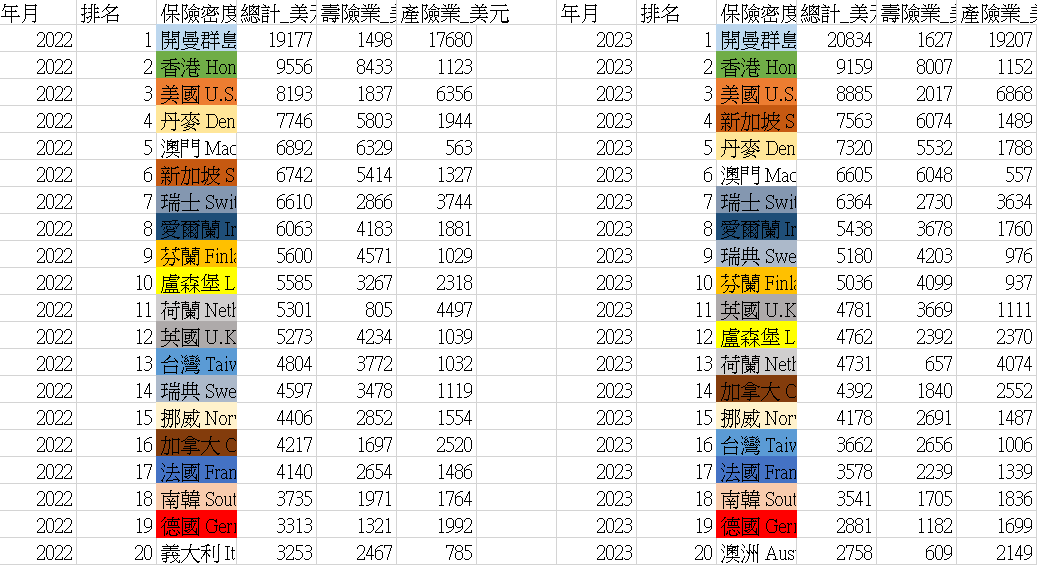 年月 排名 保險密度 總計_美元 壽險業_美 產險業_美元 年月 排名 保險密度 總計_美元 壽險業_美 產險業_美元
2022 1 開曼群島 19177 1498 17680 2023 1 開曼群島 20834 1627 19207
2022 2 香港 Hon 9556 8433 1123 2023 2 香港 Hon 9159 8007 1152
2022 3 美國 U.S. 8193 1837 6356 2023 3 美國 U.S. 8885 2017 6868
2022 4 丹麥 Den 7746 5803 1944 2023 4 新加坡 S 7563 6074 1489
2022 5 澳門 Mac 6892 6329 563 2023 5 丹麥 Den 7320 5532 1788
2022 6 新加坡 S 6742 5414 1327 2023 6 澳門 Mac 6605 6048 557
2022 7 瑞士 Swit 6610 2866 3744 2023 7 瑞士 Swit 6364 2730 3634
2022 8 愛爾蘭 Ir 6063 4183 1881 2023 8 愛爾蘭 Ir 5438 3678 1760
2022 9 芬蘭 Finla 5600 4571 1029 2023 9 瑞典 Swe 5180 4203 976
2022 10 盧森堡 L 5585 3267 2318 2023 10 芬蘭 Finla 5036 4099 937
2022 11 荷蘭 Neth 5301 805 4497 2023 11 英國 U.K 4781 3669 1111
2022 12 英國 U.K 5273 4234 1039 2023 12 盧森堡 L 4762 2392 2370
2022 13 台灣 Taiw 4804 3772 1032 2023 13 荷蘭 Neth 4731 657 4074
2022 14 瑞典 Swe 4597 3478 1119 2023 14 加拿大 C 4392 1840 2552
2022 15 挪威 Nor 4406 2852 1554 2023 15 挪威 Nor 4178 2691 1487
2022 16 加拿大 C 4217 1697 2520 2023 16 台灣 Taiw 3662 2656 1006
2022 17 法國 Fran 4140 2654 1486 2023 17 法國 Fran 3578 2239 1339
2022 18 南韓 Sout 3735 1971 1764 2023 18 南韓 Sout 3541 1705 1836
2022 19 德國 Ger 3313 1321 1992 2023 19 德國 Ger 2881 1182 1699
2022 20 義大利 It 3253 2467 785 2023 20 澳洲 Aus 2758 609 2149